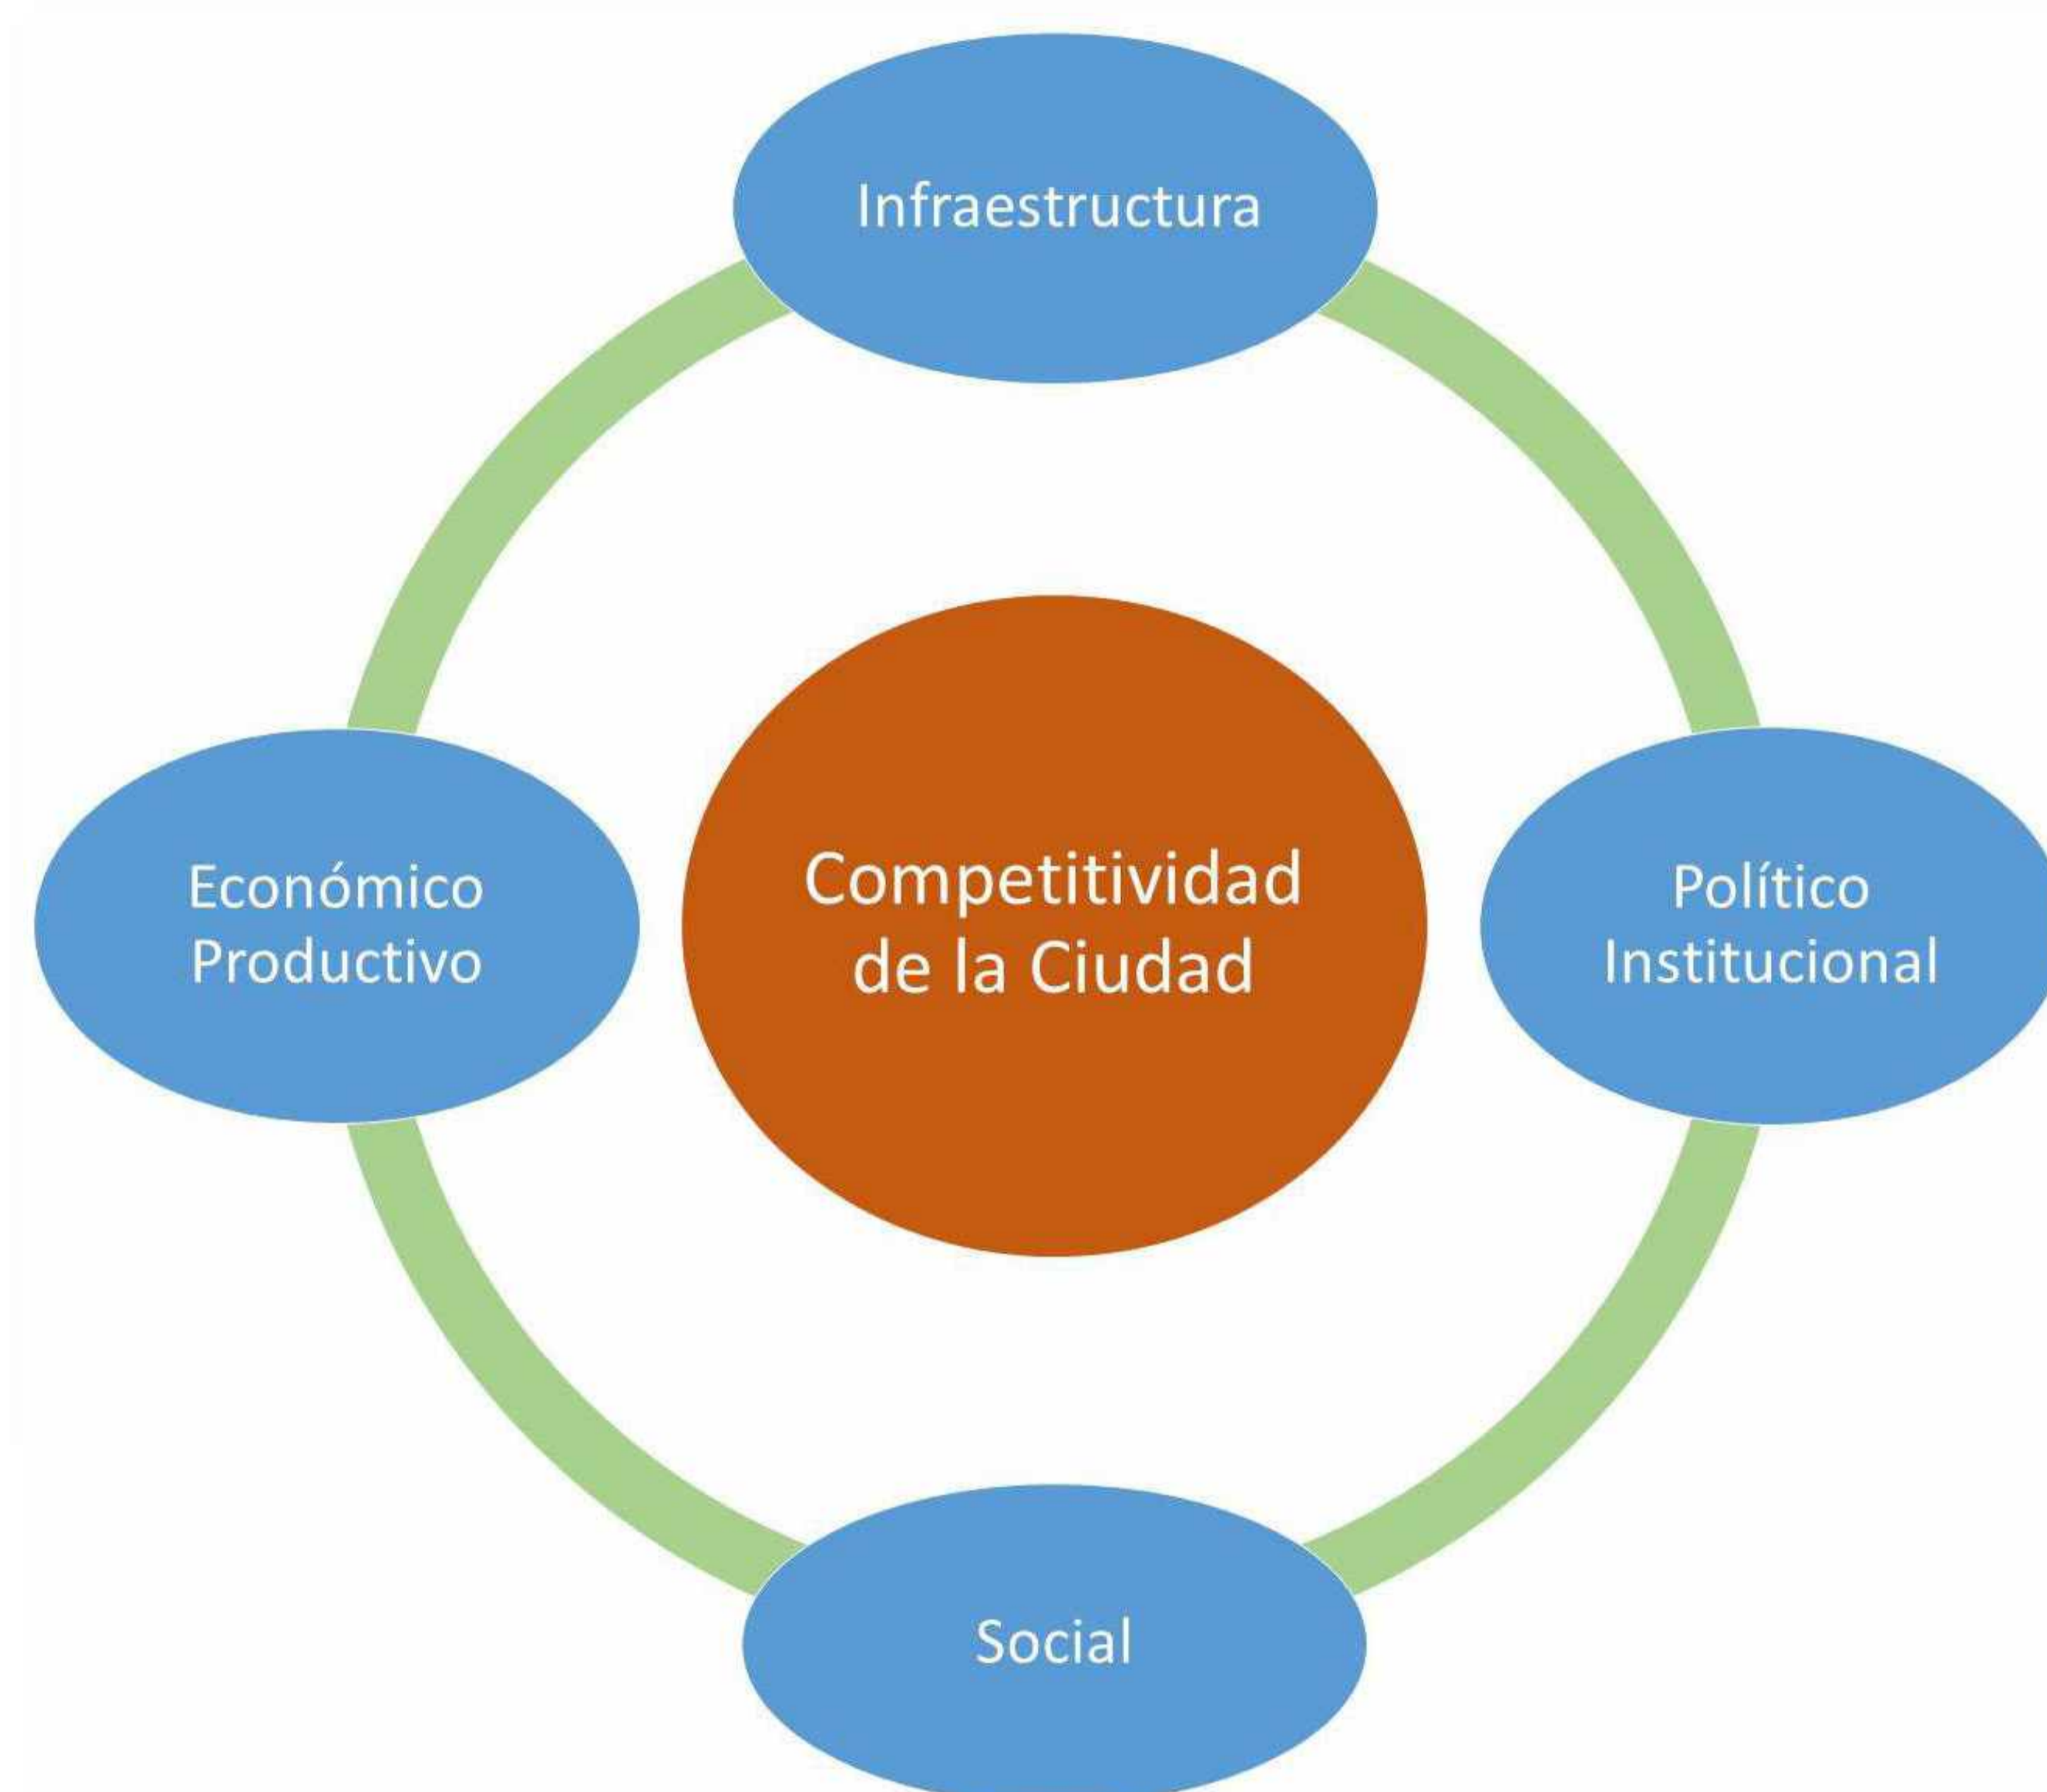 Infraestructura
Económico
Productivo
Competitividad
de la Ciudad
Político
Institucional
Social